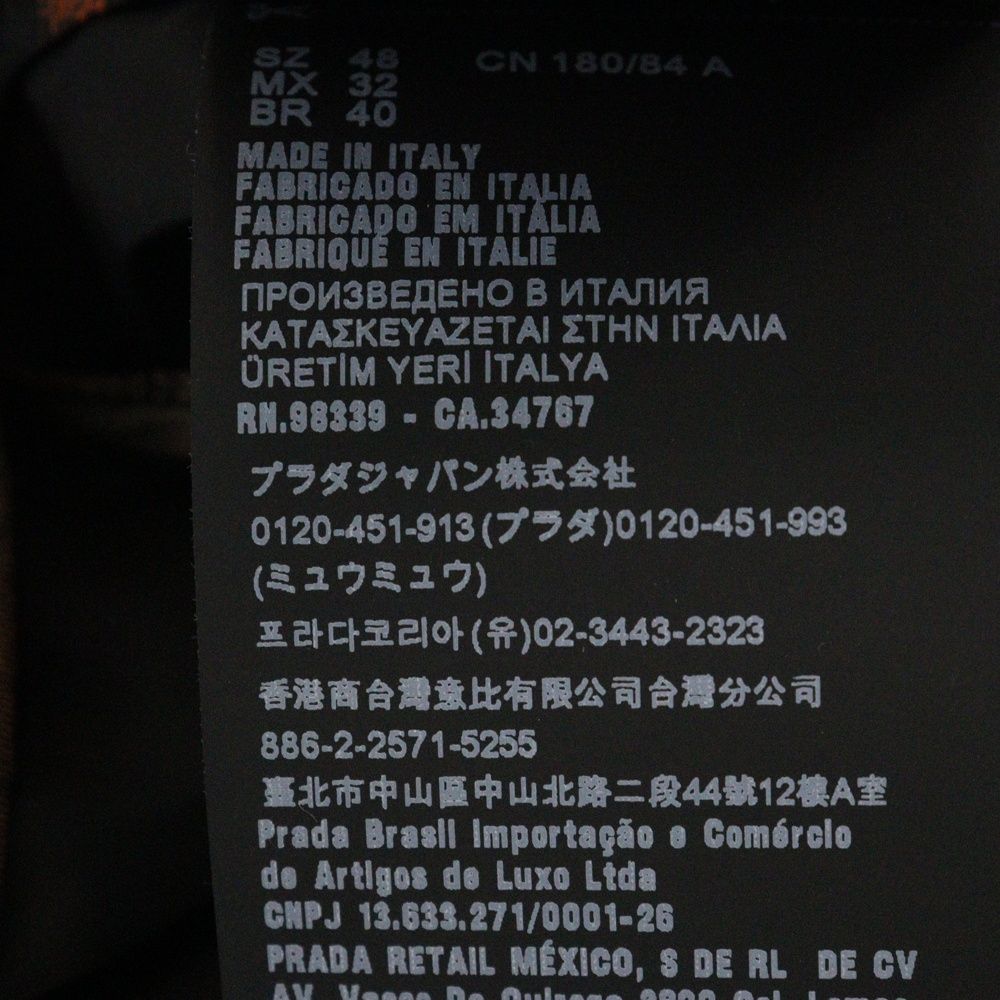 SZ 48 CN 180/84 A
MX 32
BR 40
MADE IN ITALY
FABRICADO EN ITALIA
FABRICADO EM ITÁLIA
FABRIQUÉ EN ITALIE
ПРОИЗВЕДЕНО В ИТАЛИЯ
ΚΑΤΑΣΚΕΥΑΖΕΤΑΙ ΣΤΗΝ ΙΤΑΛΙΑ
ÜRETİM YERİ İTALYA
RN.98339 - CA.34767
プラダジャパン株式会社
0120-451-913(プラダ)0120-451-993
(ミュウミュウ)
프라다코리아(유)02-3443-2323
香港商台灣意比有限公司台灣分公司
886-2-2571-5255
臺北市中山區中山北路二段44號12樓A室
Prada Brasil Importação e Comércio
de Artigos de Luxo Ltda
CNPJ 13.633.271/0001-26
PRADA RETAIL MÉXICO, S DE RL DE CV
AV. Vasco De Quiroga